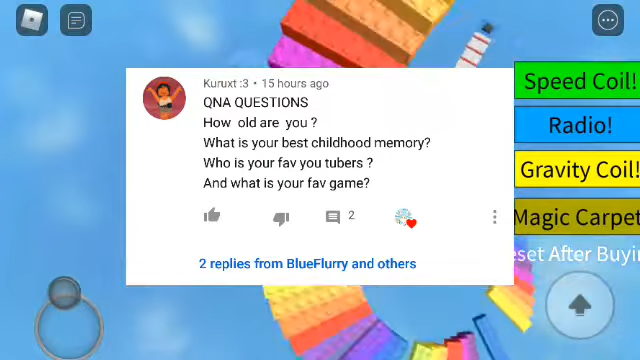 Kuruxt :3 • 15 hours ago
QNA QUESTIONS
How old are you ?
What is your best childhood memory?
Who is your fav you tubers ?
And what is your fav game?
2
2 replies from BlueFlurry and others
Speed Coil!
Radio!
Gravity Coil!
Magic Carpet
eset After Buyin